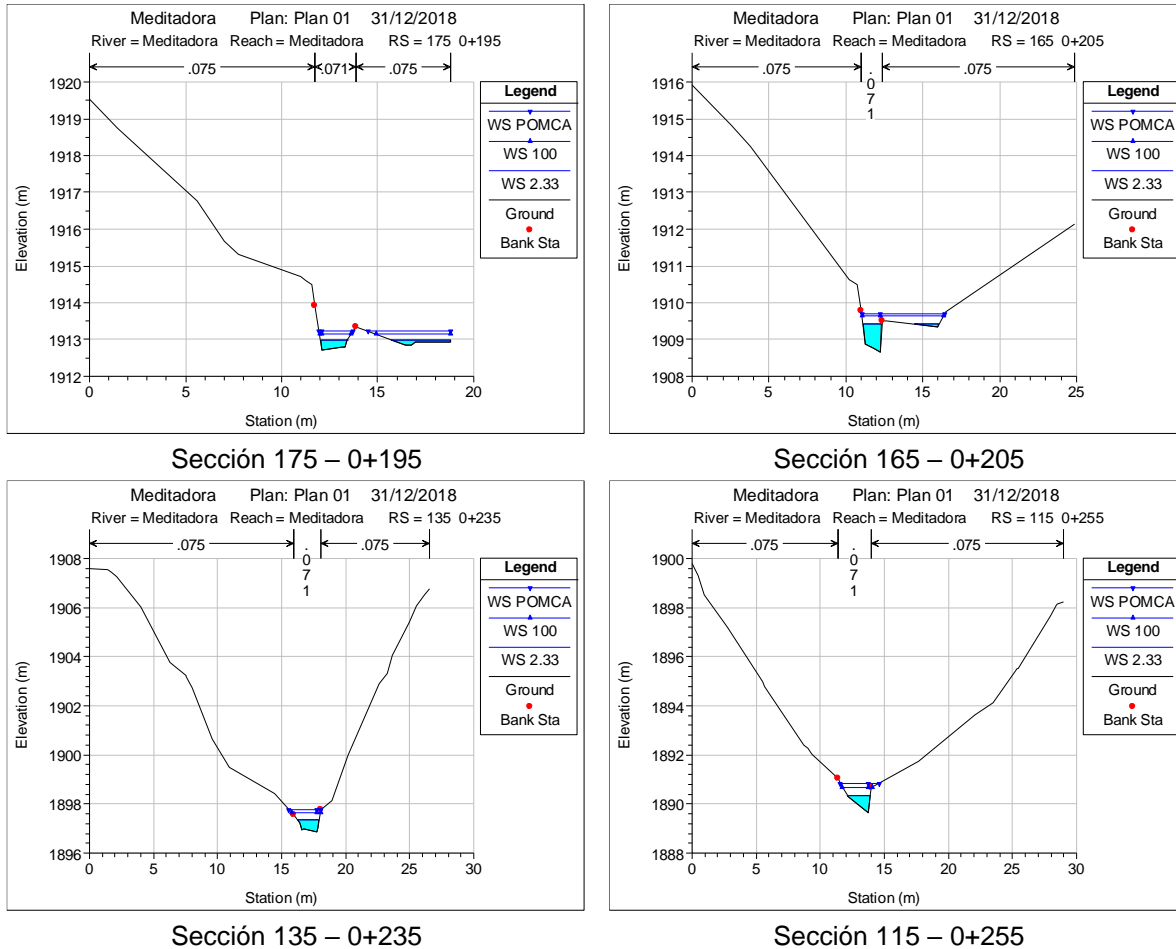 Meditadora Plan: Plan 01 31/12/2018
River = Meditadora Reach = Meditadora RS = 175 0+195
.075 .071 .075
1920
1919
1918
1917
1916
1915
1914
1913
1912
Elevation (m)
0 5 10 15 20
Station (m)
Legend
WS POMCA
WS 100
WS 2.33
Ground
Bank Sta
Sección 175 – 0+195
Meditadora Plan: Plan 01 31/12/2018
River = Meditadora Reach = Meditadora RS = 165 0+205
.075 .071 .075
1916
1915
1914
1913
1912
1911
1910
1909
1908
Elevation (m)
0 5 10 15 20 25
Station (m)
Legend
WS POMCA
WS 100
WS 2.33
Ground
Bank Sta
Sección 165 – 0+205
Meditadora Plan: Plan 01 31/12/2018
River = Meditadora Reach = Meditadora RS = 135 0+235
.075 .071 .075
1908
1906
1904
1902
1900
1898
1896
Elevation (m)
0 5 10 15 20 25 30
Station (m)
Legend
WS POMCA
WS 100
WS 2.33
Ground
Bank Sta
Sección 135 – 0+235
Meditadora Plan: Plan 01 31/12/2018
River = Meditadora Reach = Meditadora RS = 115 0+255
.075 .071 .075
1900
1898
1896
1894
1892
1890
1888
Elevation (m)
0 5 10 15 20 25 30
Station (m)
Legend
WS POMCA
WS 100
WS 2.33
Ground
Bank Sta
Sección 115 – 0+255